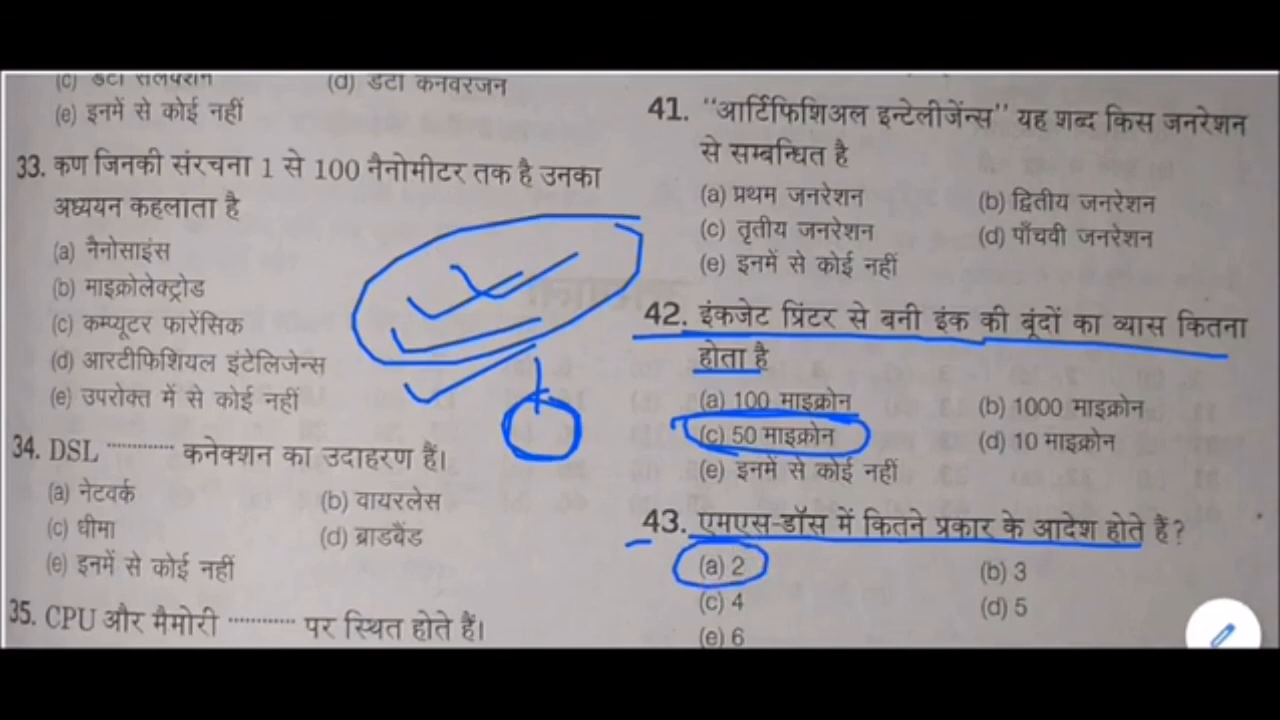 (c) डेटा सेलेक्शन
(d) डेटा कनवरजन
(e) इनमें से कोई नहीं
33. कण जिनकी संरचना 1 से 100 नैनोमीटर तक है उनका
अध्ययन कहलाता है
(a) नैनोसाइंस
(b) माइक्रोलेक्ट्रोड
(c) कम्प्यूटर फारेंसिक
(d) आरटीफिशियल इंटेलिजेन्स
(e) उपरोक्त में से कोई नहीं
34. DSL ............. कनेक्शन का उदाहरण हैं।
(a) नेटवर्क
(b) वायरलेस
(c) धीमा
(d) ब्राडबैंड
(e) इनमें से कोई नहीं
35. CPU और मैमोरी ............. पर स्थित होते हैं।
41. ‘‘आर्टिफिशिअल इन्टेलीजेंन्स’’ यह शब्द किस जनरेशन
से सम्बन्धित है
(a) प्रथम जनरेशन
(b) द्वितीय जनरेशन
(c) तृतीय जनरेशन
(d) पाँचवी जनरेशन
(e) इनमें से कोई नहीं
42. इंकजेट प्रिंटर से बनी इंक की बूंदों का व्यास कितना
होता है
(a) 100 माइक्रोन
(b) 1000 माइक्रोन
(c) 50 माइक्रोन
(d) 10 माइक्रोन
(e) इनमें से कोई नहीं
43. एमएस-डॉस में कितने प्रकार के आदेश होते हैं?
(a) 2
(b) 3
(c) 4
(d) 5
(e) 6